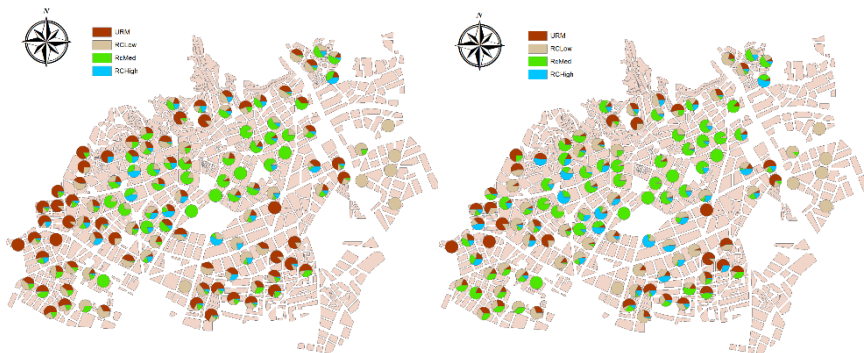 N
URM
RCLow
RcMed
RCHigh
N
URM
RCLow
RcMed
RCHigh